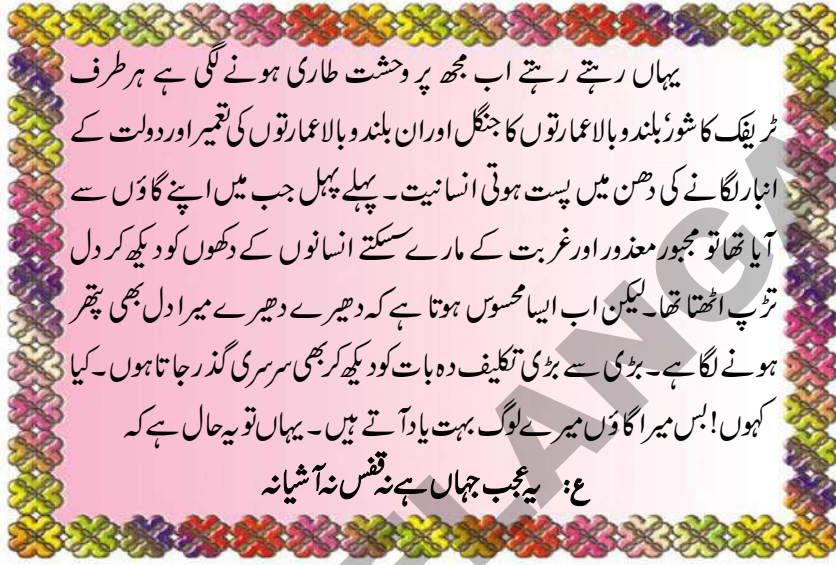 یہاں رہتے رہتے اب مجھ پر وحشت طاری ہونے لگی ہے ہر طرف
ٹریفک کا شور، بلند و بالا عمارتوں کا جنگل اور ان بلند و بالا عمارتوں کی تعمیر اور دولت کے
انبار لگانے کی دھن میں پست ہوتی انسانیت۔ پہلے پہل جب میں اپنے گاؤں سے
آیا تھا تو مجبور معذور اور غربت کے مارے سسکتے انسانوں کے دکھوں کو دیکھ کر دل
تڑپ اٹھتا تھا۔ لیکن اب ایسا محسوس ہوتا ہے کہ دھیرے دھیرے میرا دل بھی پتھر
ہونے لگا ہے۔ بڑی سے بڑی تکلیف دہ بات کو دیکھ کر بھی سرسری گذر جاتا ہوں۔ کیا
کہوں! بس میرا گاؤں میرے لوگ بہت یاد آتے ہیں۔ یہاں تو یہ حال ہے کہ
ع: یہ عجب جہاں ہے نہ قفس نہ آشیانہ